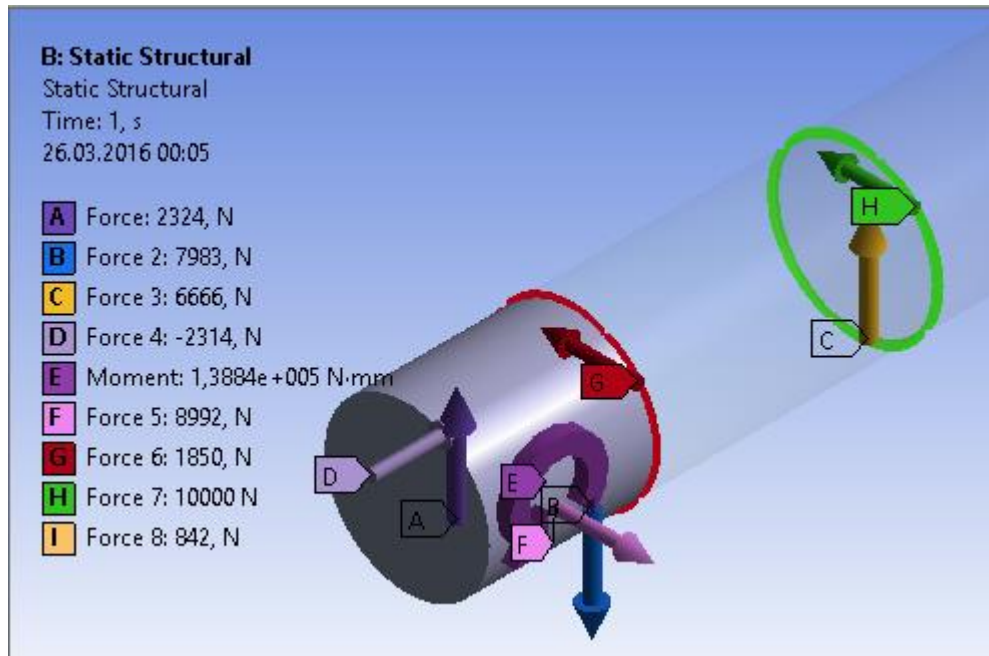 B: Static Structural
Static Structural
Time: 1, s
26.03.2016 00:05
A Force: 2324, N
B Force 2: 7983, N
C Force 3: 6666, N
D Force 4: -2314, N
E Moment: 1,3884e+005 N·mm
F Force 5: 8992, N
G Force 6: 1850, N
H Force 7: 10000 N
I Force 8: 842, N
H
C
G
D
E
B
A
F